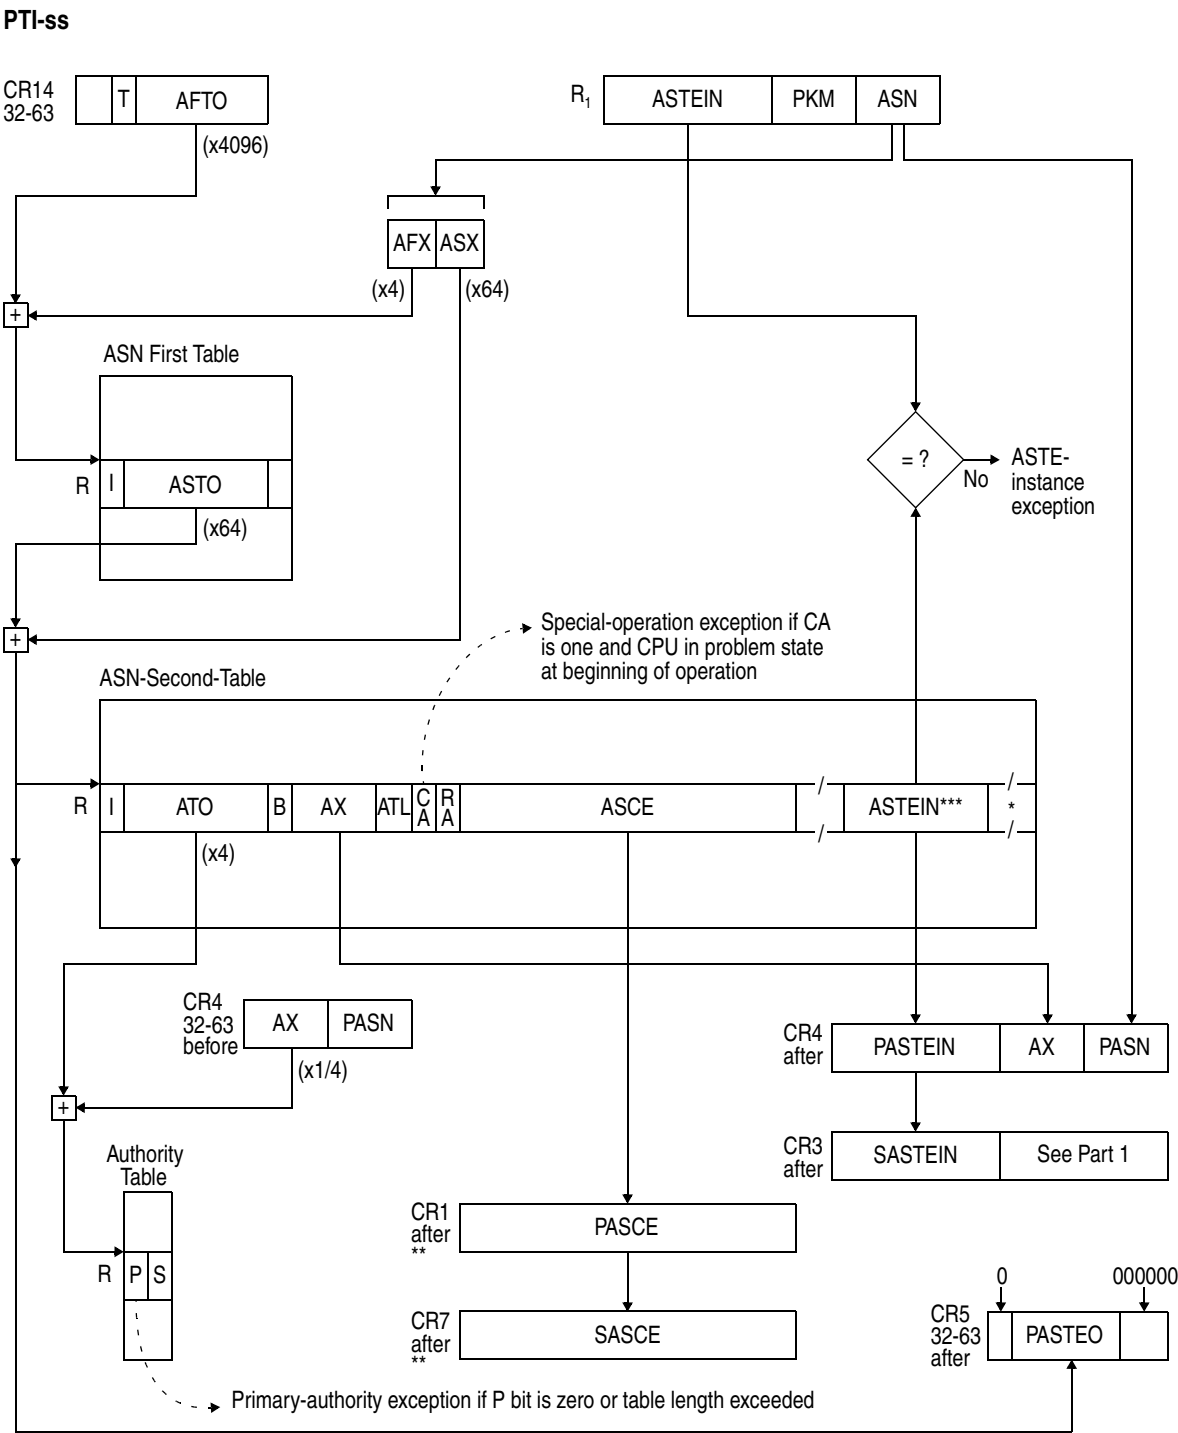 PTI-ss
CR14
32-63
T
AFTO
(x4096)
R1
ASTEIN
PKM
ASN
AFX
ASX
(x4)
(x64)
+
ASN First Table
R
I
ASTO
(x64)
= ?
No
ASTE-
instance
exception
+
Special-operation exception if CA
is one and CPU in problem state
at beginning of operation
ASN-Second-Table
R
I
ATO
B
AX
ATL
CA
RA
ASCE
/
/
ASTEIN***
/
*
/
(x4)
CR4
32-63
before
AX
PASN
(x1/4)
CR4
after
PASTEIN
AX
PASN
+
CR3
after
SASTEIN
See Part 1
Authority
Table
R
P
S
CR1
after
**
PASCE
CR7
after
**
SASCE
0
000000
CR5
32-63
after
PASTEO
Primary-authority exception if P bit is zero or table length exceeded